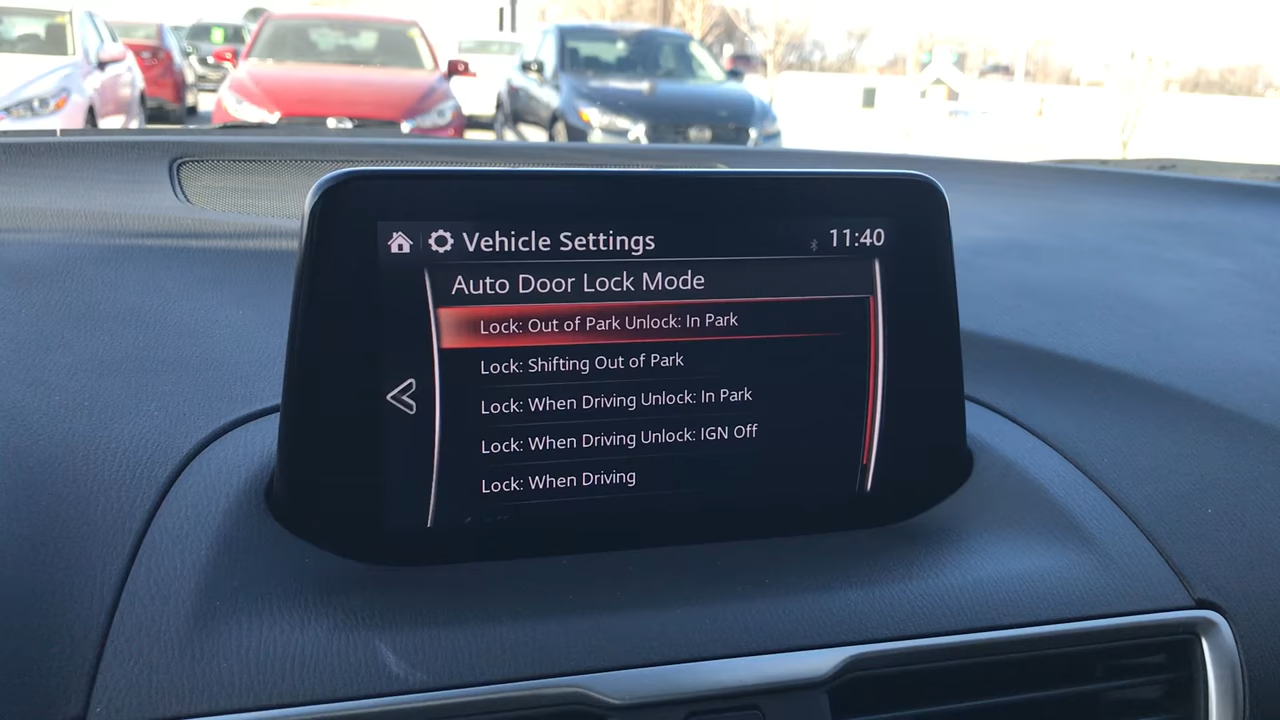 Vehicle Settings
11:40
Auto Door Lock Mode
Lock: Out of Park Unlock: In Park
Lock: Shifting Out of Park
Lock: When Driving Unlock: In Park
Lock: When Driving Unlock: IGN Off
Lock: When Driving